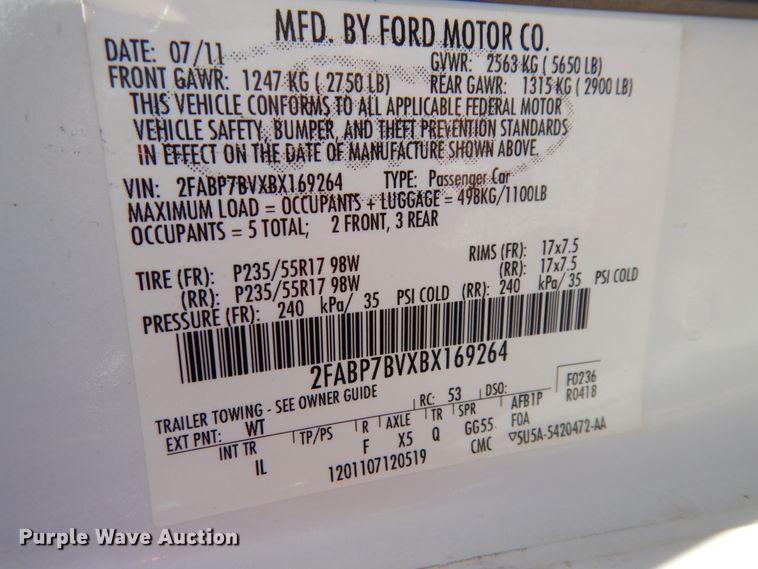 MFD. BY FORD MOTOR CO.
DATE: 07/11 GVWR: 2563 KG ( 5650 LB)
FRONT GAWR: 1247 KG ( 2750 LB) REAR GAWR: 1315 KG ( 2900 LB)
THIS VEHICLE CONFORMS TO ALL APPLICABLE FEDERAL MOTOR
VEHICLE SAFETY, BUMPER, AND THEFT PREVENTION STANDARDS
IN EFFECT ON THE DATE OF MANUFACTURE SHOWN ABOVE.
VIN: 2FABP7BVXBX169264 TYPE: Passenger Car
MAXIMUM LOAD = OCCUPANTS + LUGGAGE = 498KG/1100LB
OCCUPANTS = 5 TOTAL; 2 FRONT, 3 REAR
TIRE (FR): P235/55R17 98W RIMS (FR): 17x7.5
(RR): P235/55R17 98W (RR): 17x7.5
PRESSURE (FR): 240 kPa/ 35 PSI COLD (RR): 240 kPa/ 35 PSI COLD
2FABP7BVXBX169264
TRAILER TOWING - SEE OWNER GUIDE
F0236
R0418
EXT PNT: WT RC: 53 DSO: AFB1P
INT TR TP/PS R AXLE TR SPR F0A
IL F X5 Q GG55
1201107120519 CMC ▽5U5A-5420472-AA
Purple Wave Auction